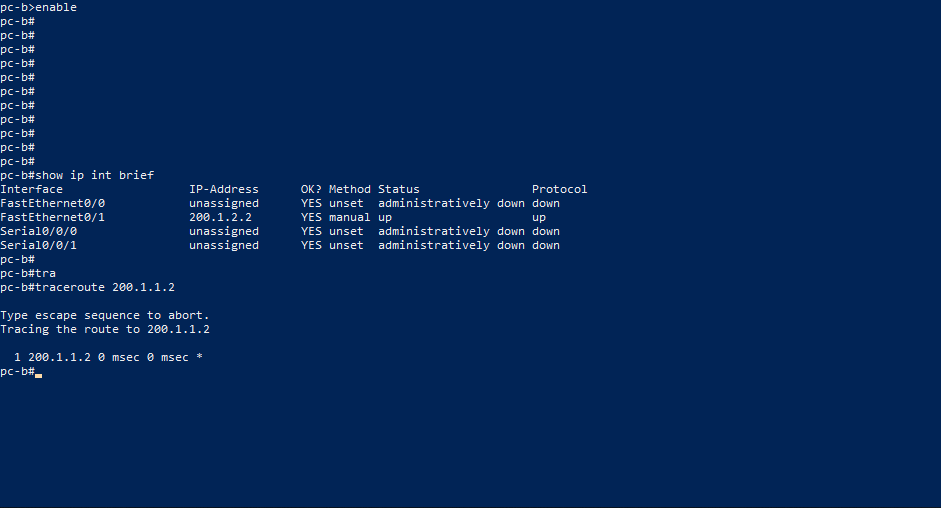 pc-b>enable
pc-b#
pc-b#
pc-b#
pc-b#
pc-b#
pc-b#
pc-b#
pc-b#
pc-b#
pc-b#
pc-b#
pc-b#show ip int brief
Interface                  IP-Address      OK? Method Status                Protocol
FastEthernet0/0            unassigned      YES unset  administratively down down
FastEthernet0/1            200.1.2.2       YES manual up                    up
Serial0/0/0                unassigned      YES unset  administratively down down
Serial0/0/1                unassigned      YES unset  administratively down down
pc-b#
pc-b#tra
pc-b#traceroute 200.1.1.2
Type escape sequence to abort.
Tracing the route to 200.1.1.2
  1 200.1.1.2 0 msec 0 msec *
pc-b#